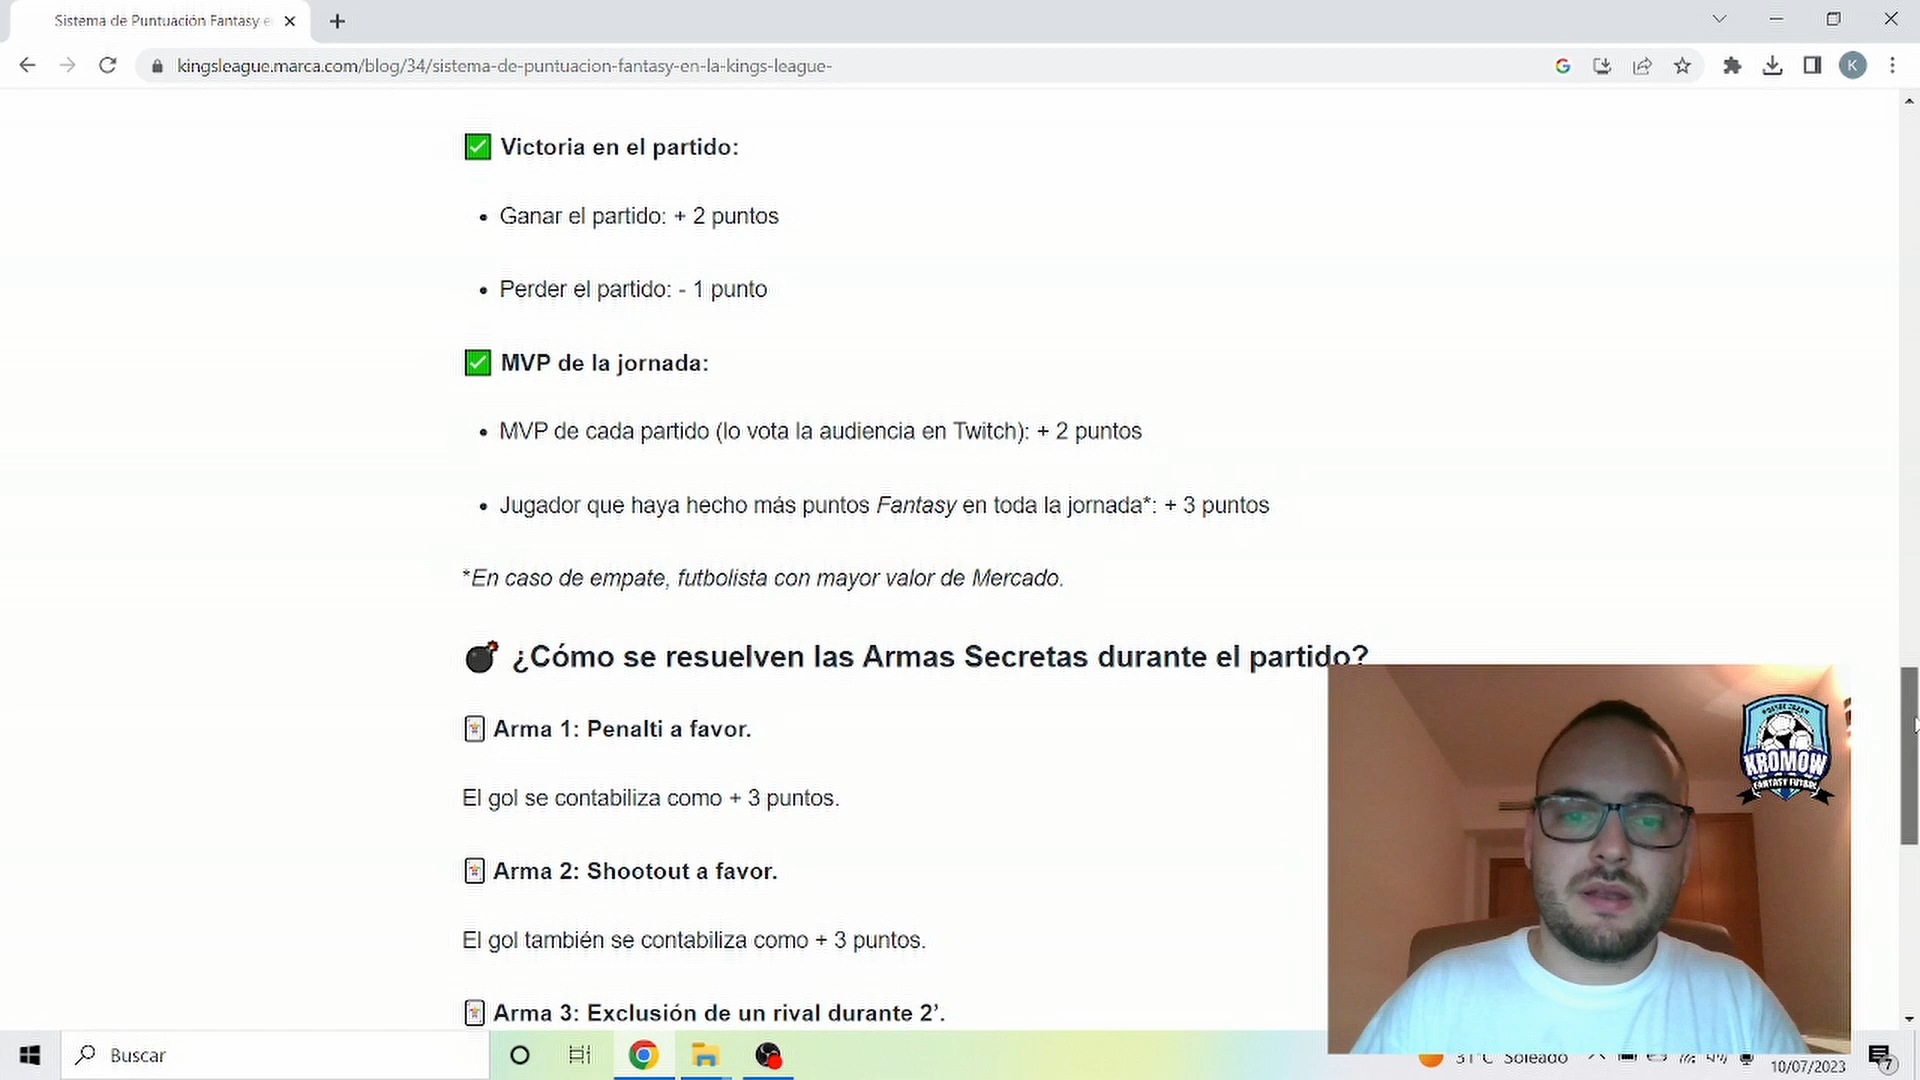 Sistema de Puntuación Fantasy e
kingsleague.marca.com/blog/34/sistema-de-puntuacion-fantasy-en-la-kings-league-
K
Victoria en el partido:
Ganar el partido: + 2 puntos
Perder el partido: - 1 punto
MVP de la jornada:
MVP de cada partido (lo vota la audiencia en Twitch): + 2 puntos
Jugador que haya hecho más puntos Fantasy en toda la jornada*: + 3 puntos
*En caso de empate, futbolista con mayor valor de Mercado.
¿Cómo se resuelven las Armas Secretas durante el partido?
Arma 1: Penalti a favor.
El gol se contabiliza como + 3 puntos.
Arma 2: Shootout a favor.
El gol también se contabiliza como + 3 puntos.
Arma 3: Exclusión de un rival durante 2’.
KROMOW
FANTASY FUTBOL
Buscar
31°C Soleado
10/07/2023
7